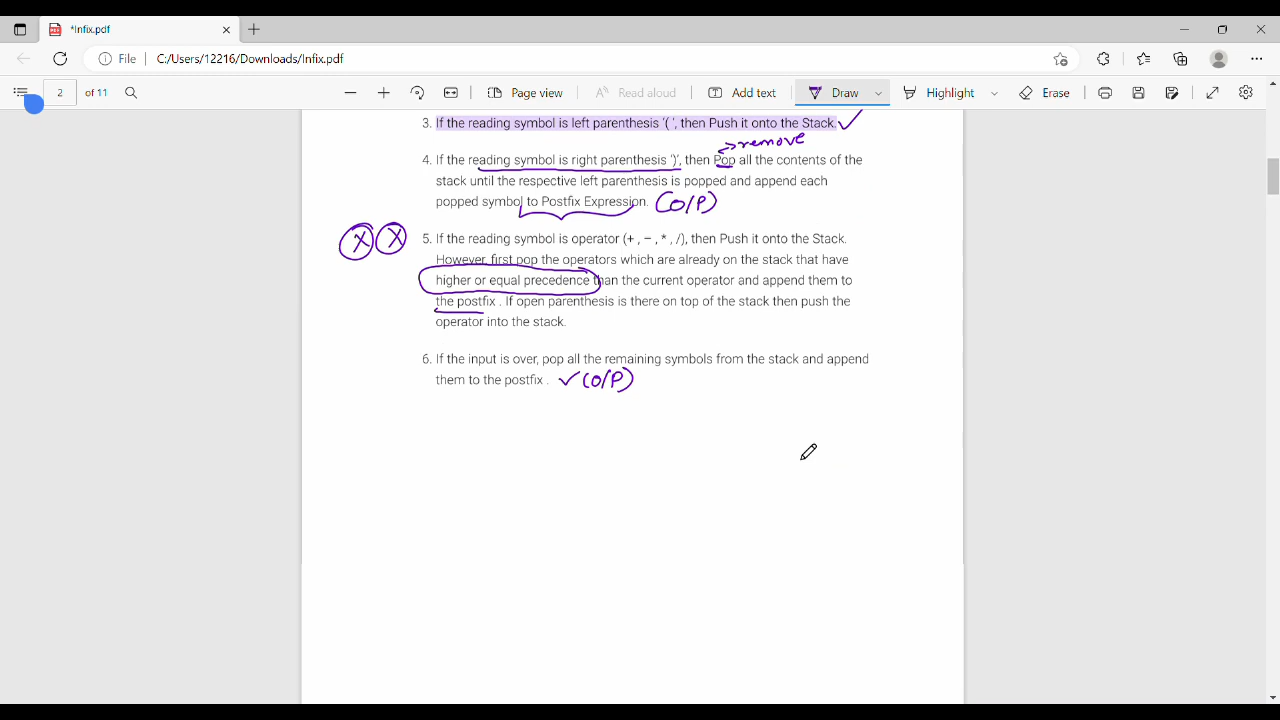 *Infix.pdf
File C:/Users/12216/Downloads/Infix.pdf
2 of 11 Page view Read aloud Add text Draw Highlight Erase
3. If the reading symbol is left parenthesis '( ', then Push it onto the Stack. ✓
→remove
4. If the reading symbol is right parenthesis ')', then Pop all the contents of the
stack until the respective left parenthesis is popped and append each
popped symbol to Postfix Expression. (O/P)
X X 5. If the reading symbol is operator (+ , − , * , /), then Push it onto the Stack.
However, first pop the operators which are already on the stack that have
higher or equal precedence than the current operator and append them to
the postfix . If open parenthesis is there on top of the stack then push the
operator into the stack.
6. If the input is over, pop all the remaining symbols from the stack and append
them to the postfix . ✓(O/P)